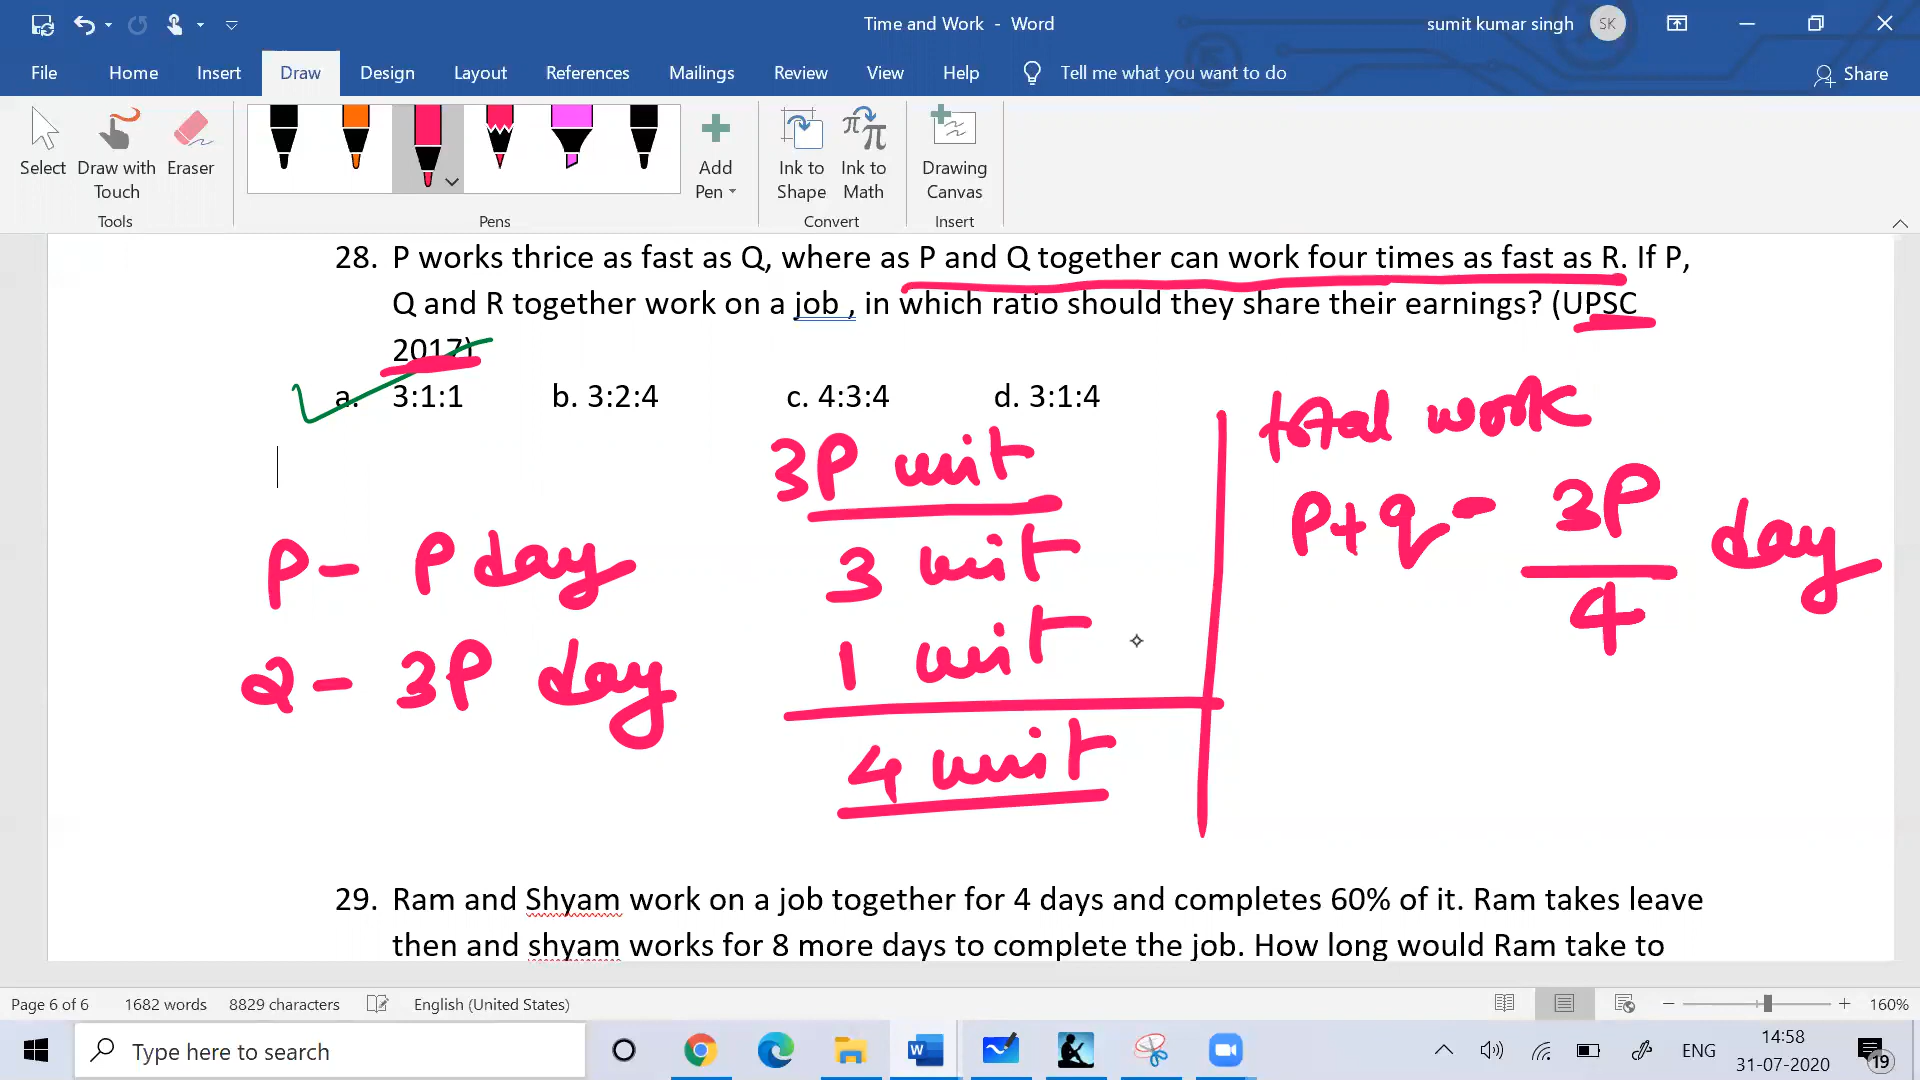 Time and Work - Word
sumit kumar singh
SK
File Home Insert Draw Design Layout References Mailings Review View Help Tell me what you want to do Share
Select Draw with Touch Eraser
Add Pen
Ink to Shape
Ink to Math
Drawing Canvas
Tools Pens Convert Insert
28. P works thrice as fast as Q, where as P and Q together can work four times as fast as R. If P,
Q and R together work on a job , in which ratio should they share their earnings? (UPSC
2017)
a. 3:1:1 b. 3:2:4 c. 4:3:4 d. 3:1:4
total work
3P unit
P+q - 3P/4 day
P - P day
3 unit
1 unit
2 - 3P day
4 unit
29. Ram and Shyam work on a job together for 4 days and completes 60% of it. Ram takes leave
then and shyam works for 8 more days to complete the job. How long would Ram take to
Page 6 of 6 1682 words 8829 characters English (United States) 160%
Type here to search
ENG
14:58
31-07-2020
19